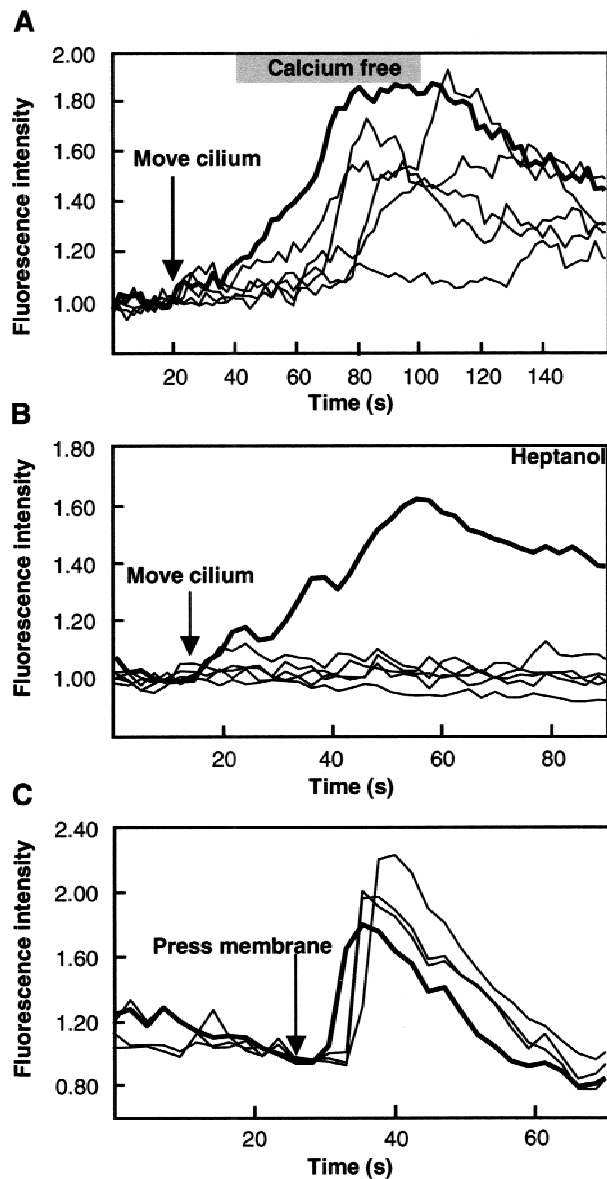 A
Fluorescence intensity
2.00
Calcium free
1.80
1.60
Move cilium
1.40
1.20
1.00
20 40 60 80 100 120 140
Time (s)
B
Fluorescence intensity
1.80
Heptanol
1.60
1.40
Move cilium
1.20
1.00
20 40 60 80
Time (s)
C
Fluorescence intensity
2.40
2.00
1.60
Press membrane
1.20
0.80
20 40 60
Time (s)